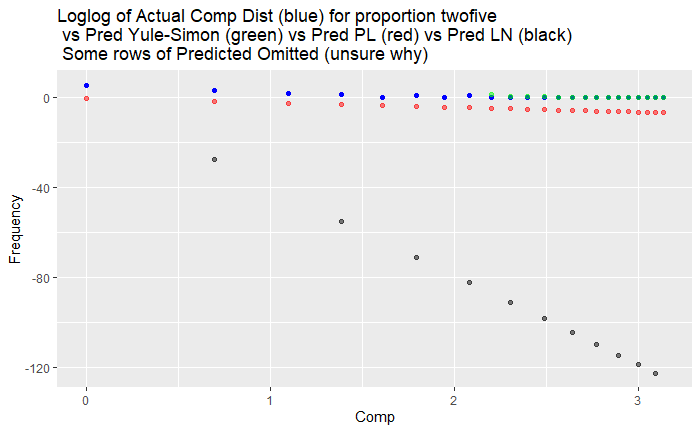 Loglog of Actual Comp Dist (blue) for proportion twofive
vs Pred Yule-Simon (green) vs Pred PL (red) vs Pred LN (black)
Some rows of Predicted Omitted (unsure why)
0
-40
-80
-120
Frequency
0
1
2
3
Comp